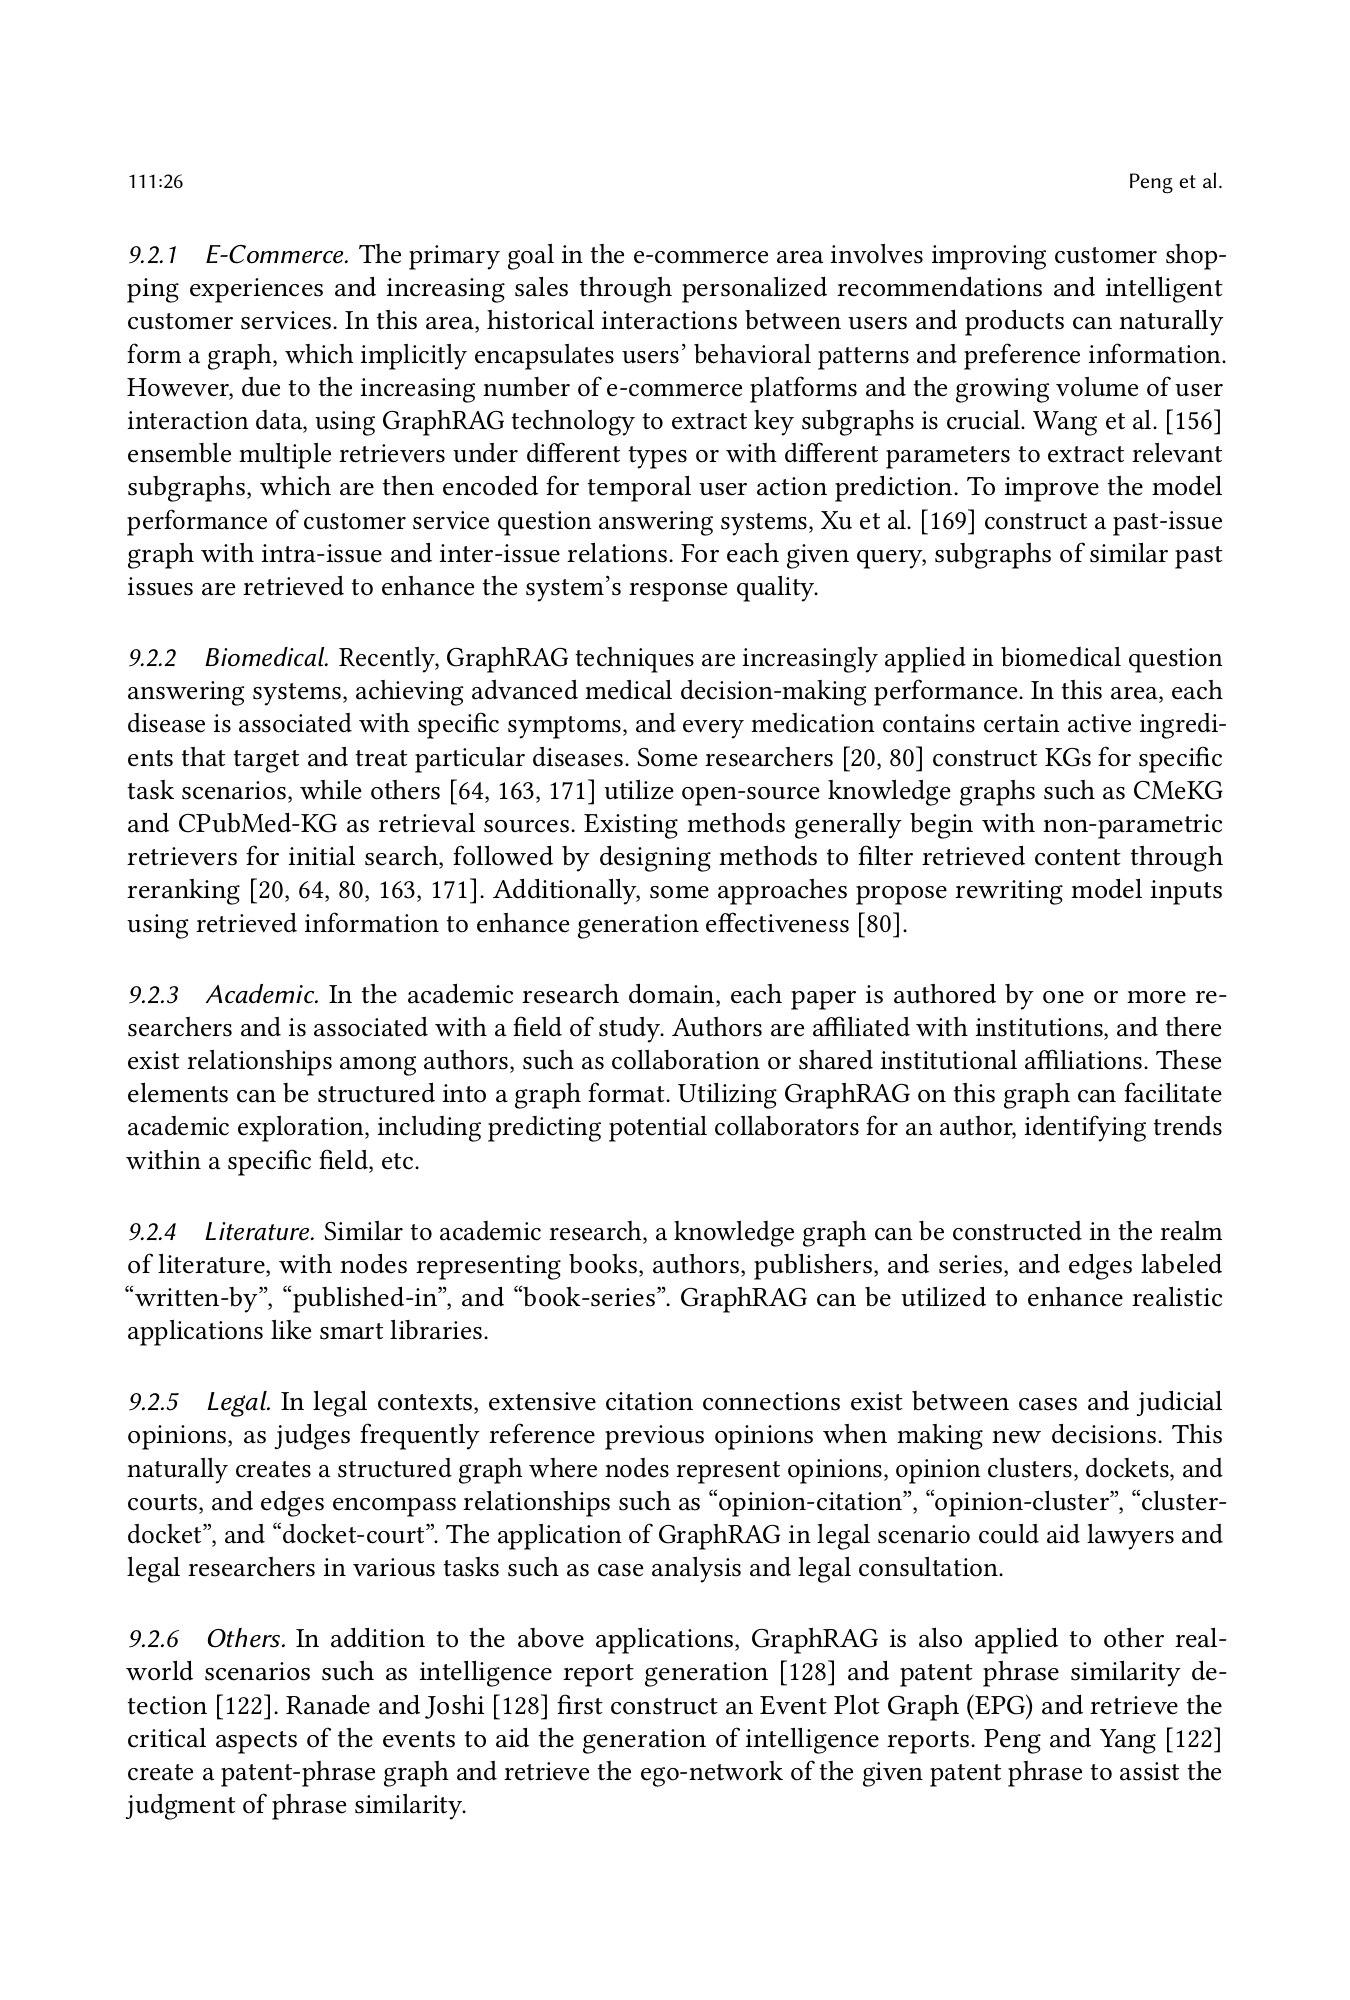 111:26
Peng et al.
9.2.1 E-Commerce. The primary goal in the e-commerce area involves improving customer shop-
ping experiences and increasing sales through personalized recommendations and intelligent
customer services. In this area, historical interactions between users and products can naturally
form a graph, which implicitly encapsulates users’ behavioral patterns and preference information.
However, due to the increasing number of e-commerce platforms and the growing volume of user
interaction data, using GraphRAG technology to extract key subgraphs is crucial. Wang et al. [156]
ensemble multiple retrievers under different types or with different parameters to extract relevant
subgraphs, which are then encoded for temporal user action prediction. To improve the model
performance of customer service question answering systems, Xu et al. [169] construct a past-issue
graph with intra-issue and inter-issue relations. For each given query, subgraphs of similar past
issues are retrieved to enhance the system’s response quality.
9.2.2 Biomedical. Recently, GraphRAG techniques are increasingly applied in biomedical question
answering systems, achieving advanced medical decision-making performance. In this area, each
disease is associated with specific symptoms, and every medication contains certain active ingredi-
ents that target and treat particular diseases. Some researchers [20, 80] construct KGs for specific
task scenarios, while others [64, 163, 171] utilize open-source knowledge graphs such as CMeKG
and CPubMed-KG as retrieval sources. Existing methods generally begin with non-parametric
retrievers for initial search, followed by designing methods to filter retrieved content through
reranking [20, 64, 80, 163, 171]. Additionally, some approaches propose rewriting model inputs
using retrieved information to enhance generation effectiveness [80].
9.2.3 Academic. In the academic research domain, each paper is authored by one or more re-
searchers and is associated with a field of study. Authors are affiliated with institutions, and there
exist relationships among authors, such as collaboration or shared institutional affiliations. These
elements can be structured into a graph format. Utilizing GraphRAG on this graph can facilitate
academic exploration, including predicting potential collaborators for an author, identifying trends
within a specific field, etc.
9.2.4 Literature. Similar to academic research, a knowledge graph can be constructed in the realm
of literature, with nodes representing books, authors, publishers, and series, and edges labeled
“written-by”, “published-in”, and “book-series”. GraphRAG can be utilized to enhance realistic
applications like smart libraries.
9.2.5 Legal. In legal contexts, extensive citation connections exist between cases and judicial
opinions, as judges frequently reference previous opinions when making new decisions. This
naturally creates a structured graph where nodes represent opinions, opinion clusters, dockets, and
courts, and edges encompass relationships such as “opinion-citation”, “opinion-cluster”, “cluster-
docket”, and “docket-court”. The application of GraphRAG in legal scenario could aid lawyers and
legal researchers in various tasks such as case analysis and legal consultation.
9.2.6 Others. In addition to the above applications, GraphRAG is also applied to other real-
world scenarios such as intelligence report generation [128] and patent phrase similarity de-
tection [122]. Ranade and Joshi [128] first construct an Event Plot Graph (EPG) and retrieve the
critical aspects of the events to aid the generation of intelligence reports. Peng and Yang [122]
create a patent-phrase graph and retrieve the ego-network of the given patent phrase to assist the
judgment of phrase similarity.